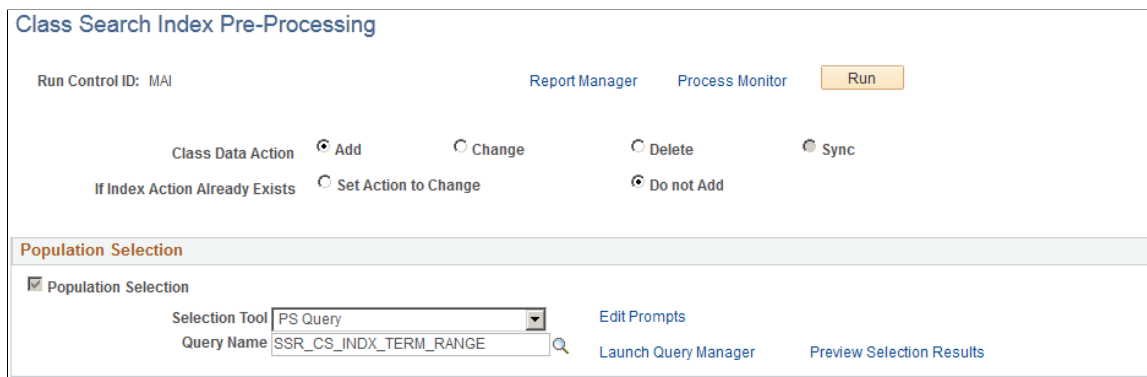 Class Search Index Pre-Processing
Run Control ID: MAI Report Manager Process Monitor Run
Class Data Action Add Change Delete Sync
If Index Action Already Exists Set Action to Change Do not Add
Population Selection
Population Selection
Selection Tool PS Query Edit Prompts
Query Name SSR_CS_INDX_TERM_RANGE Launch Query Manager Preview Selection Results